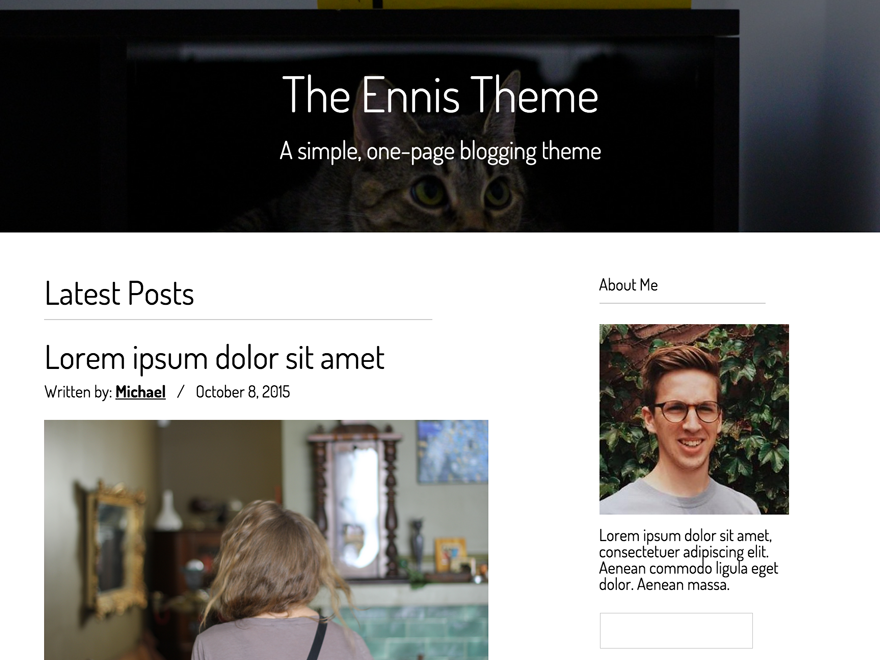 The Ennis Theme
A simple, one-page blogging theme
Latest Posts
Lorem ipsum dolor sit amet
Written by: Michael / October 8, 2015
About Me
Lorem ipsum dolor sit amet,
consectetuer adipiscing elit.
Aenean commodo ligula eget
dolor. Aenean massa.